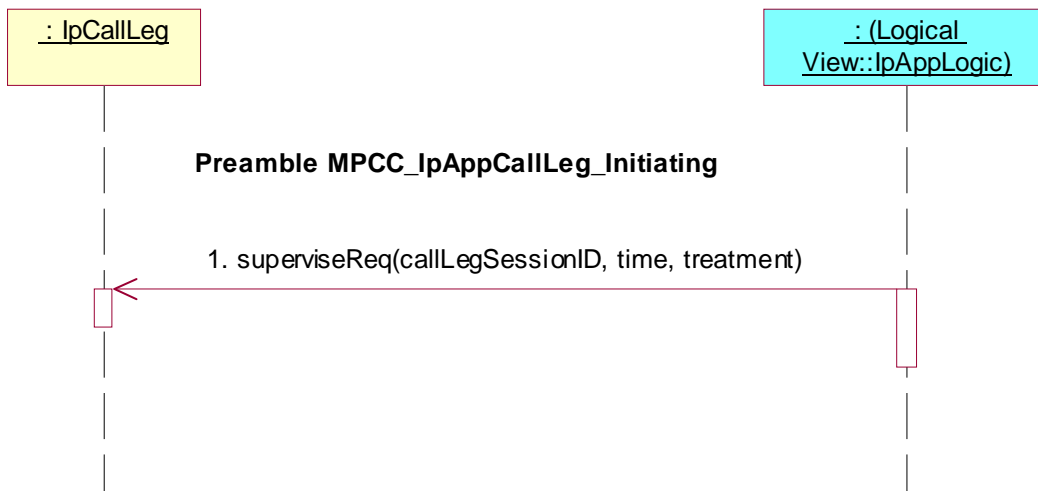 : IpCallLeg
: (Logical
View::IpAppLogic)
Preamble MPCC_IpAppCallLeg_Initiating
1. superviseReq(callLegSessionID, time, treatment)